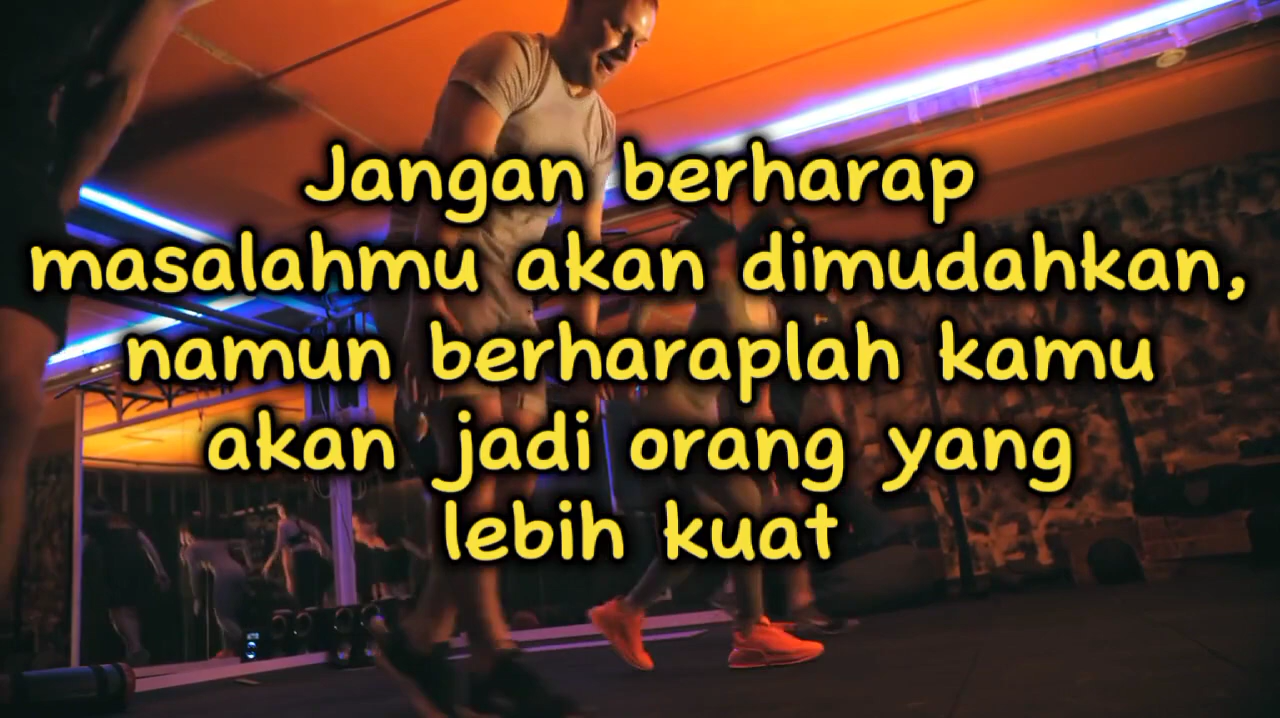 Jangan berharap
masalahmu akan dimudahkan,
namun berharaplah kamu
akan jadi orang yang
lebih kuat